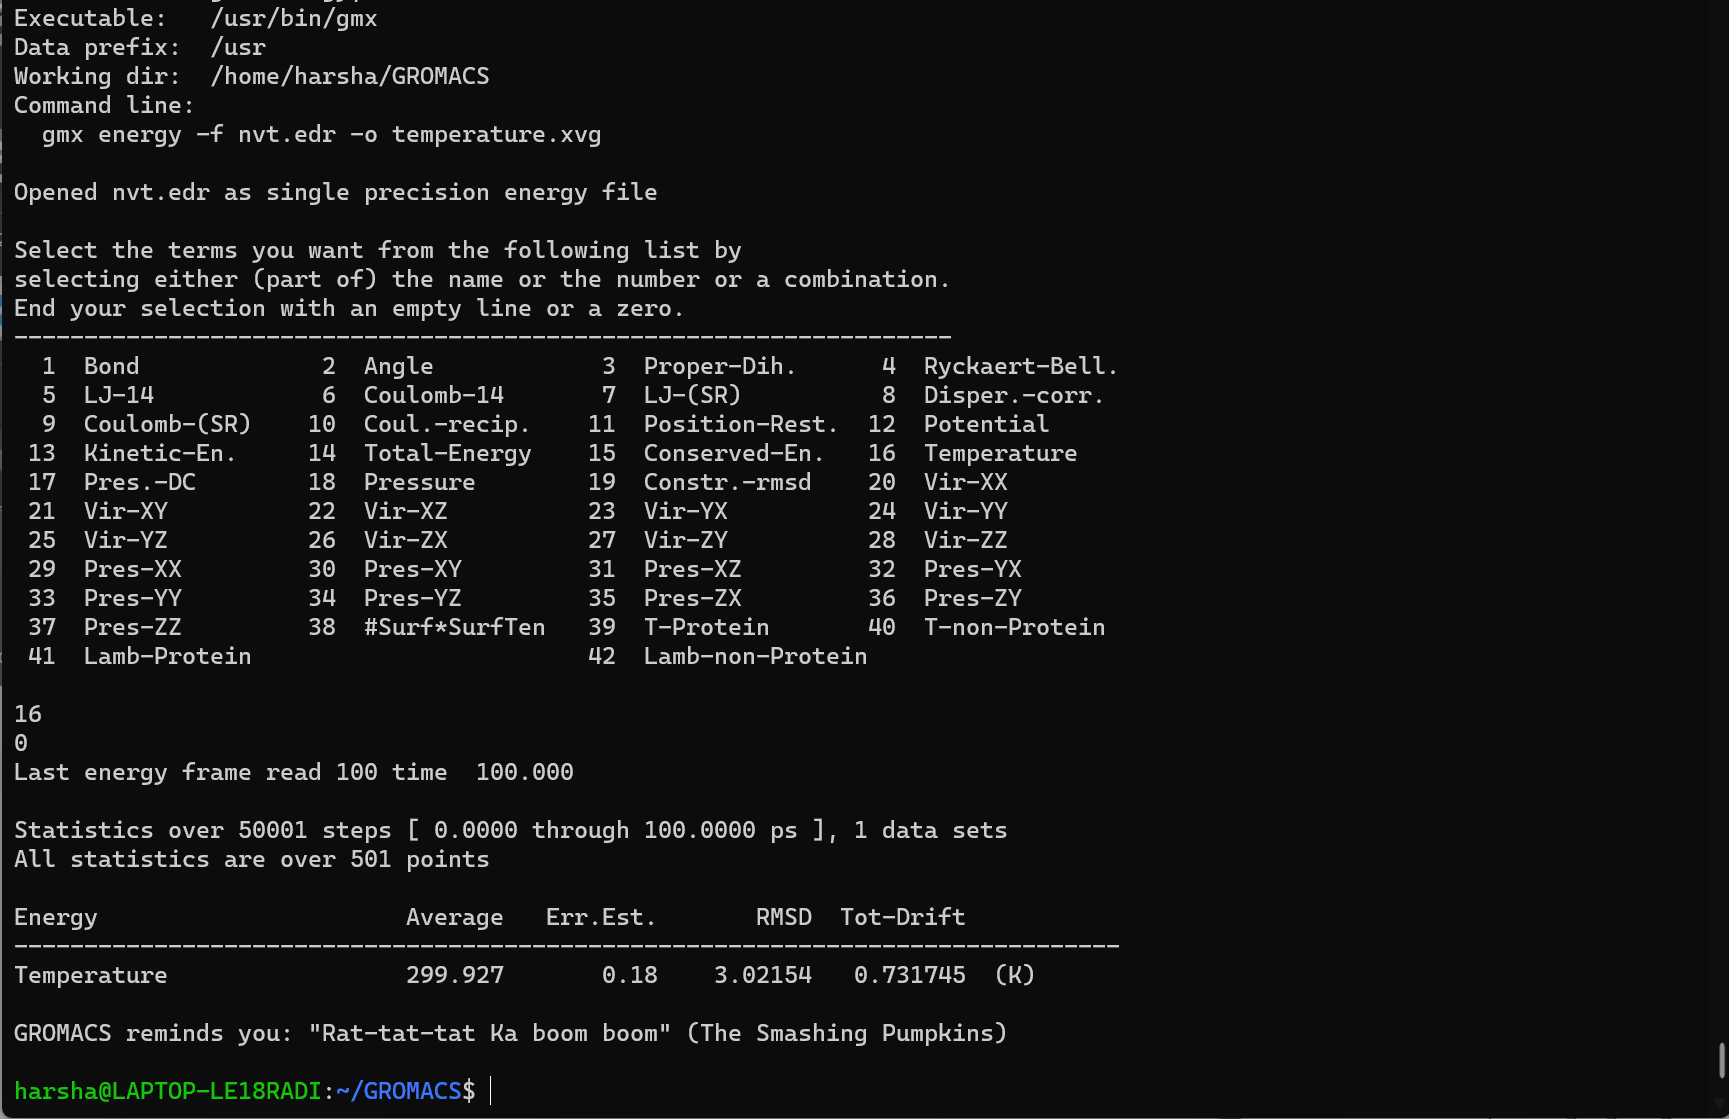 Executable:   /usr/bin/gmx
Data prefix:  /usr
Working dir:  /home/harsha/GROMACS
Command line:
  gmx energy -f nvt.edr -o temperature.xvg

Opened nvt.edr as single precision energy file

Select the terms you want from the following list by
selecting either (part of) the name or the number or a combination.
End your selection with an empty line or a zero.
-------------------------------------------------------------------
  1  Bond             2  Angle            3  Proper-Dih.      4  Ryckaert-Bell.
  5  LJ-14            6  Coulomb-14       7  LJ-(SR)          8  Disper.-corr.
  9  Coulomb-(SR)    10  Coul.-recip.    11  Position-Rest.  12  Potential
 13  Kinetic-En.     14  Total-Energy    15  Conserved-En.   16  Temperature
 17  Pres.-DC        18  Pressure        19  Constr.-rmsd    20  Vir-XX
 21  Vir-XY          22  Vir-XZ          23  Vir-YX          24  Vir-YY
 25  Vir-YZ          26  Vir-ZX          27  Vir-ZY          28  Vir-ZZ
 29  Pres-XX         30  Pres-XY         31  Pres-XZ         32  Pres-YX
 33  Pres-YY         34  Pres-YZ         35  Pres-ZX         36  Pres-ZY
 37  Pres-ZZ         38  #Surf*SurfTen   39  T-Protein       40  T-non-Protein
 41  Lamb-Protein                        42  Lamb-non-Protein

16
0
Last energy frame read 100 time  100.000

Statistics over 50001 steps [ 0.0000 through 100.0000 ps ], 1 data sets
All statistics are over 501 points

Energy                      Average   Err.Est.       RMSD  Tot-Drift
-------------------------------------------------------------------------------
Temperature                 299.927       0.18    3.02154   0.731745  (K)

GROMACS reminds you: "Rat-tat-tat Ka boom boom" (The Smashing Pumpkins)

harsha@LAPTOP-LE18RADI:~/GROMACS$